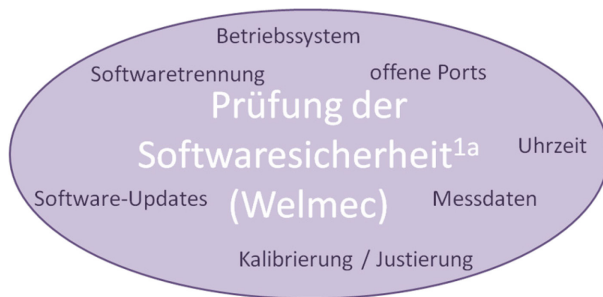 Betriebssystem
Softwaretrennung
offene Ports
Prüfung der
Softwaresicherheit1a
Uhrzeit
Software-Updates
(Welmec)
Messdaten
Kalibrierung / Justierung